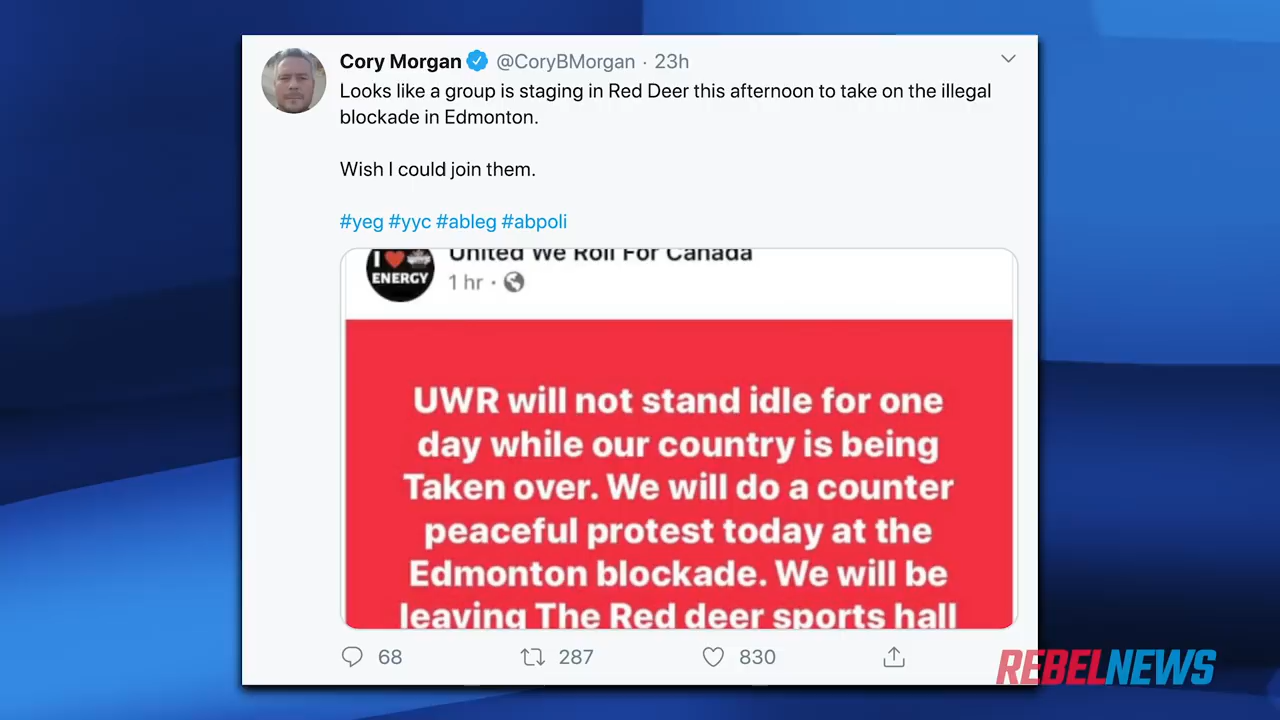 Cory Morgan @CoryBMorgan · 23h
Looks like a group is staging in Red Deer this afternoon to take on the illegal
blockade in Edmonton.
Wish I could join them.
#yeg #yyc #ableg #abpoli
I
ENERGY
United We Roll For Canada
1 hr ·
UWR will not stand idle for one
day while our country is being
Taken over. We will do a counter
peaceful protest today at the
Edmonton blockade. We will be
leaving The Red deer sports hall
68 287 830
REBELNEWS